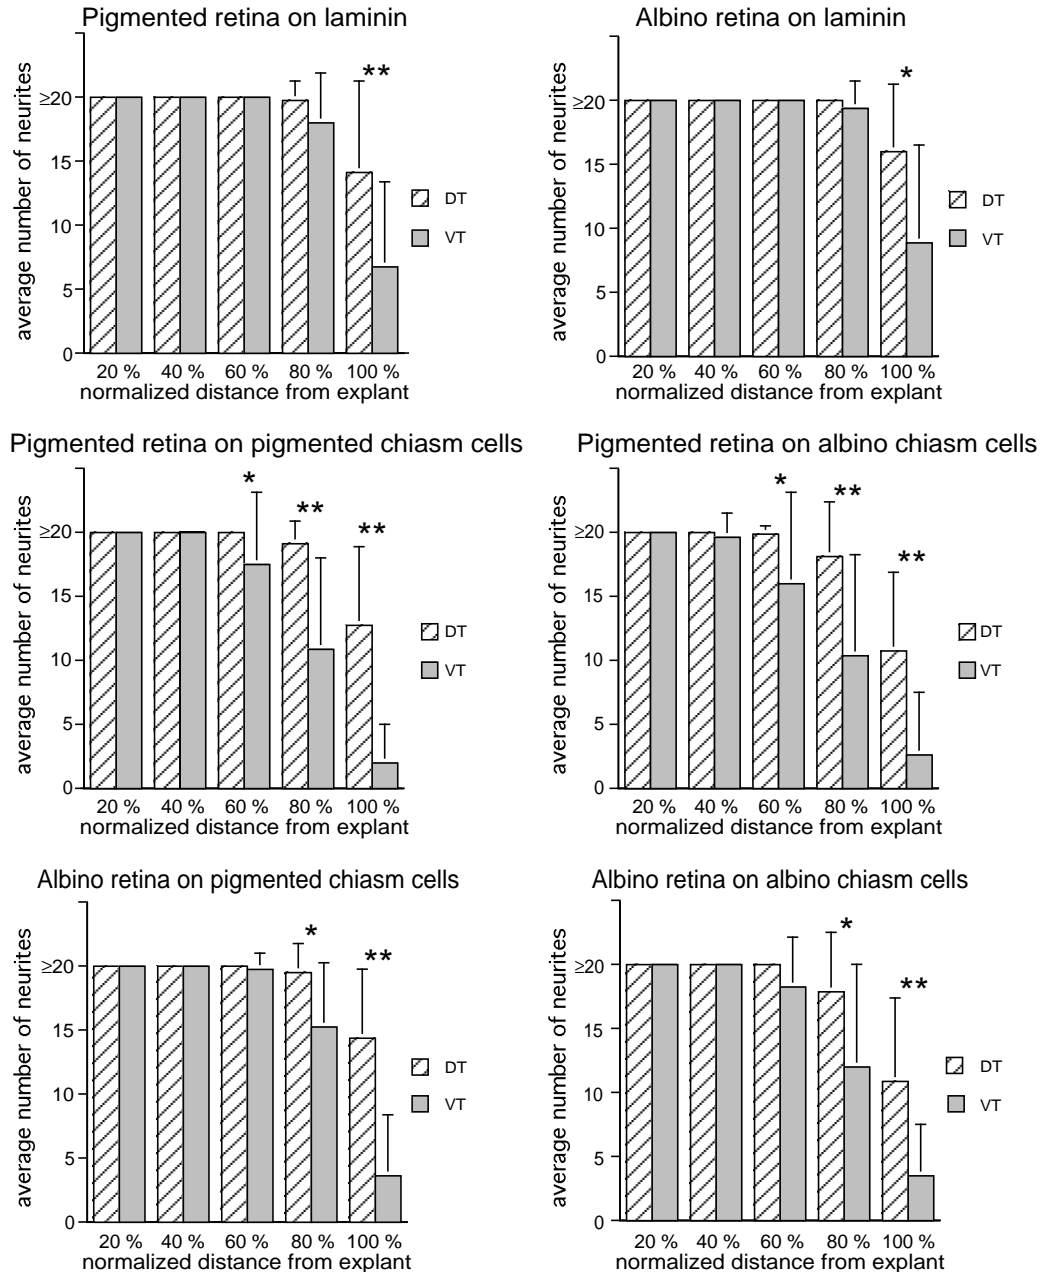 Pigmented retina on laminin
average number of neurites
≥20
15
10
5
0
**
DT
VT
20 % 40 % 60 % 80 % 100 %
normalized distance from explant
Albino retina on laminin
average number of neurites
≥20
15
10
5
0
*
DT
VT
20 % 40 % 60 % 80 % 100 %
normalized distance from explant
Pigmented retina on pigmented chiasm cells
average number of neurites
≥20
15
10
5
0
* ** **
DT
VT
20 % 40 % 60 % 80 % 100 %
normalized distance from explant
Pigmented retina on albino chiasm cells
average number of neurites
≥20
15
10
5
0
* ** **
DT
VT
20 % 40 % 60 % 80 % 100 %
normalized distance from explant
Albino retina on pigmented chiasm cells
average number of neurites
≥20
15
10
5
0
* **
DT
VT
20 % 40 % 60 % 80 % 100 %
normalized distance from explant
Albino retina on albino chiasm cells
average number of neurites
≥20
15
10
5
0
* **
DT
VT
20 % 40 % 60 % 80 % 100 %
normalized distance from explant